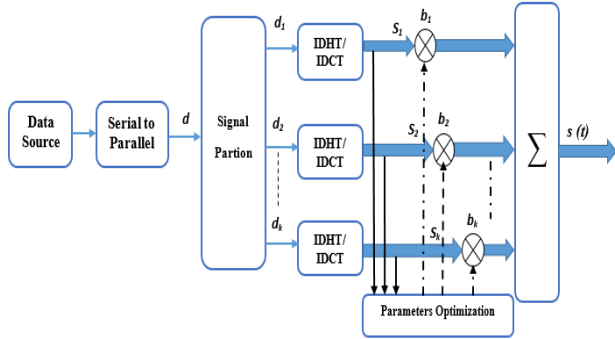 Data
Source
Serial to
Parallel
d
Signal
Partion
d1
d2
dk
IDHT/
IDCT
IDHT/
IDCT
IDHT/
IDCT
S1
b1
S2
b2
Sk
bk
∑
s (t)
Parameters Optimization